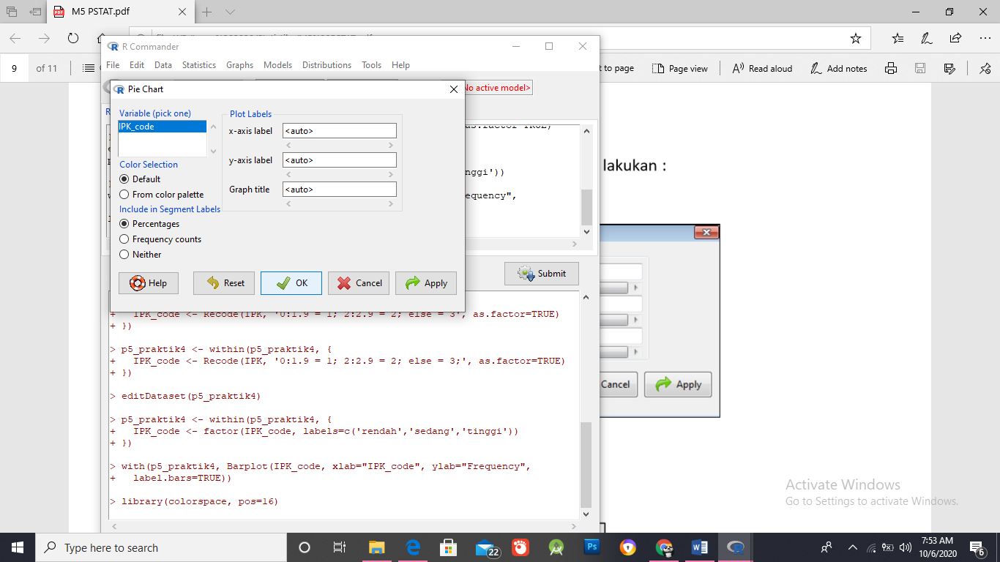 M5 PSTAT.pdf
R Commander
File Edit Data Statistics Graphs Models Distributions Tools Help
9 of 11
t to page
Page view
Read aloud
Add notes
No active model>
Pie Chart
Variable (pick one)
IPK_code
Plot Labels
x-axis label <auto>
y-axis label <auto>
Graph title <auto>
Color Selection
Default
From color palette
Include in Segment Labels
Percentages
Frequency counts
Neither
Help Reset OK Cancel Apply
nggi'))
equency",
Submit
lakukan :
Cancel Apply
+ IPK_code <- Recode(IPK, '0:1.9 = 1; 2:2.9 = 2; else = 3', as.factor=TRUE)
+ })
> p5_praktik4 <- within(p5_praktik4, {
+ IPK_code <- Recode(IPK, '0:1.9 = 1; 2:2.9 = 2; else = 3;', as.factor=TRUE)
+ })
> editDataset(p5_praktik4)
> p5_praktik4 <- within(p5_praktik4, {
+ IPK_code <- factor(IPK_code, labels=c('rendah','sedang','tinggi'))
+ })
> with(p5_praktik4, Barplot(IPK_code, xlab="IPK_code", ylab="Frequency",
+ label.bars=TRUE))
> library(colorspace, pos=16)
Activate Windows
Go to Settings to activate Windows.
Type here to search
22
Ps
7:53 AM
10/6/2020
6